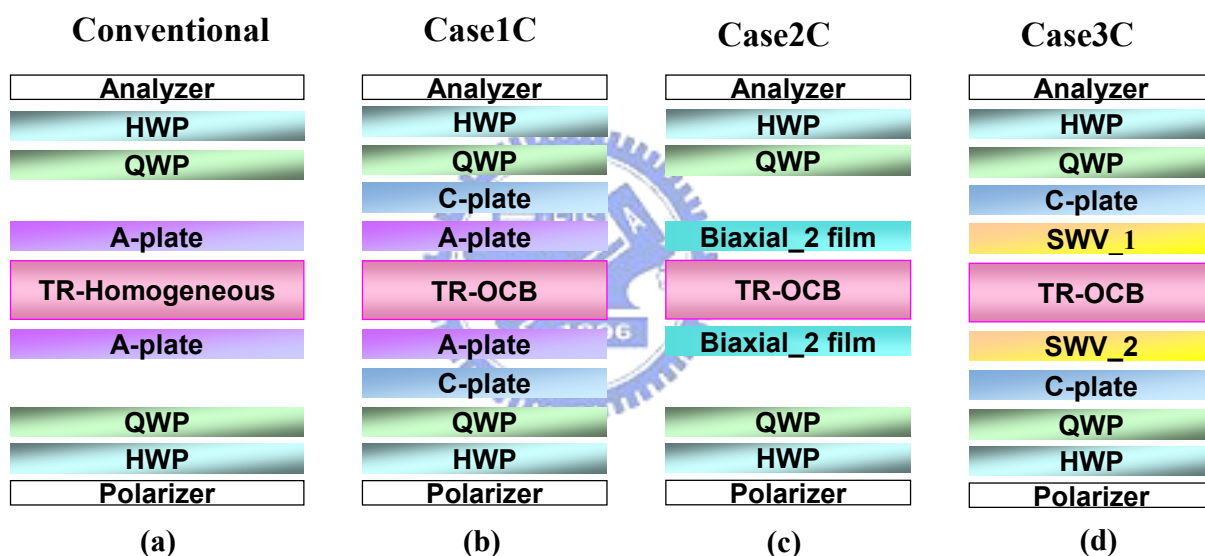 Conventional
Analyzer
HWP
QWP
A-plate
TR-Homogeneous
A-plate
QWP
HWP
Polarizer
(a)
Case1C
Analyzer
HWP
QWP
C-plate
A-plate
TR-OCB
A-plate
C-plate
QWP
HWP
Polarizer
(b)
Case2C
Analyzer
HWP
QWP
Biaxial_2 film
TR-OCB
Biaxial_2 film
QWP
HWP
Polarizer
(c)
Case3C
Analyzer
HWP
QWP
C-plate
SWV_1
TR-OCB
SWV_2
C-plate
QWP
HWP
Polarizer
(d)